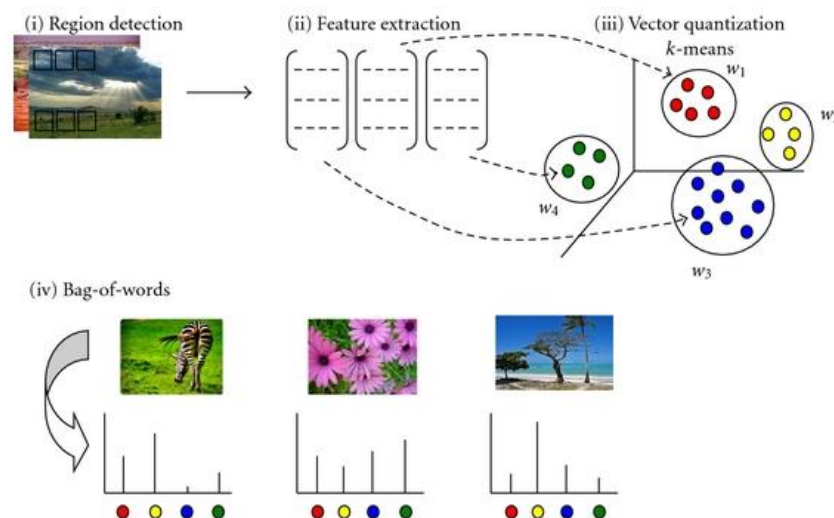 (i) Region detection
(ii) Feature extraction
(iii) Vector quantization
k-means
w1
w4
w3
(iv) Bag-of-words